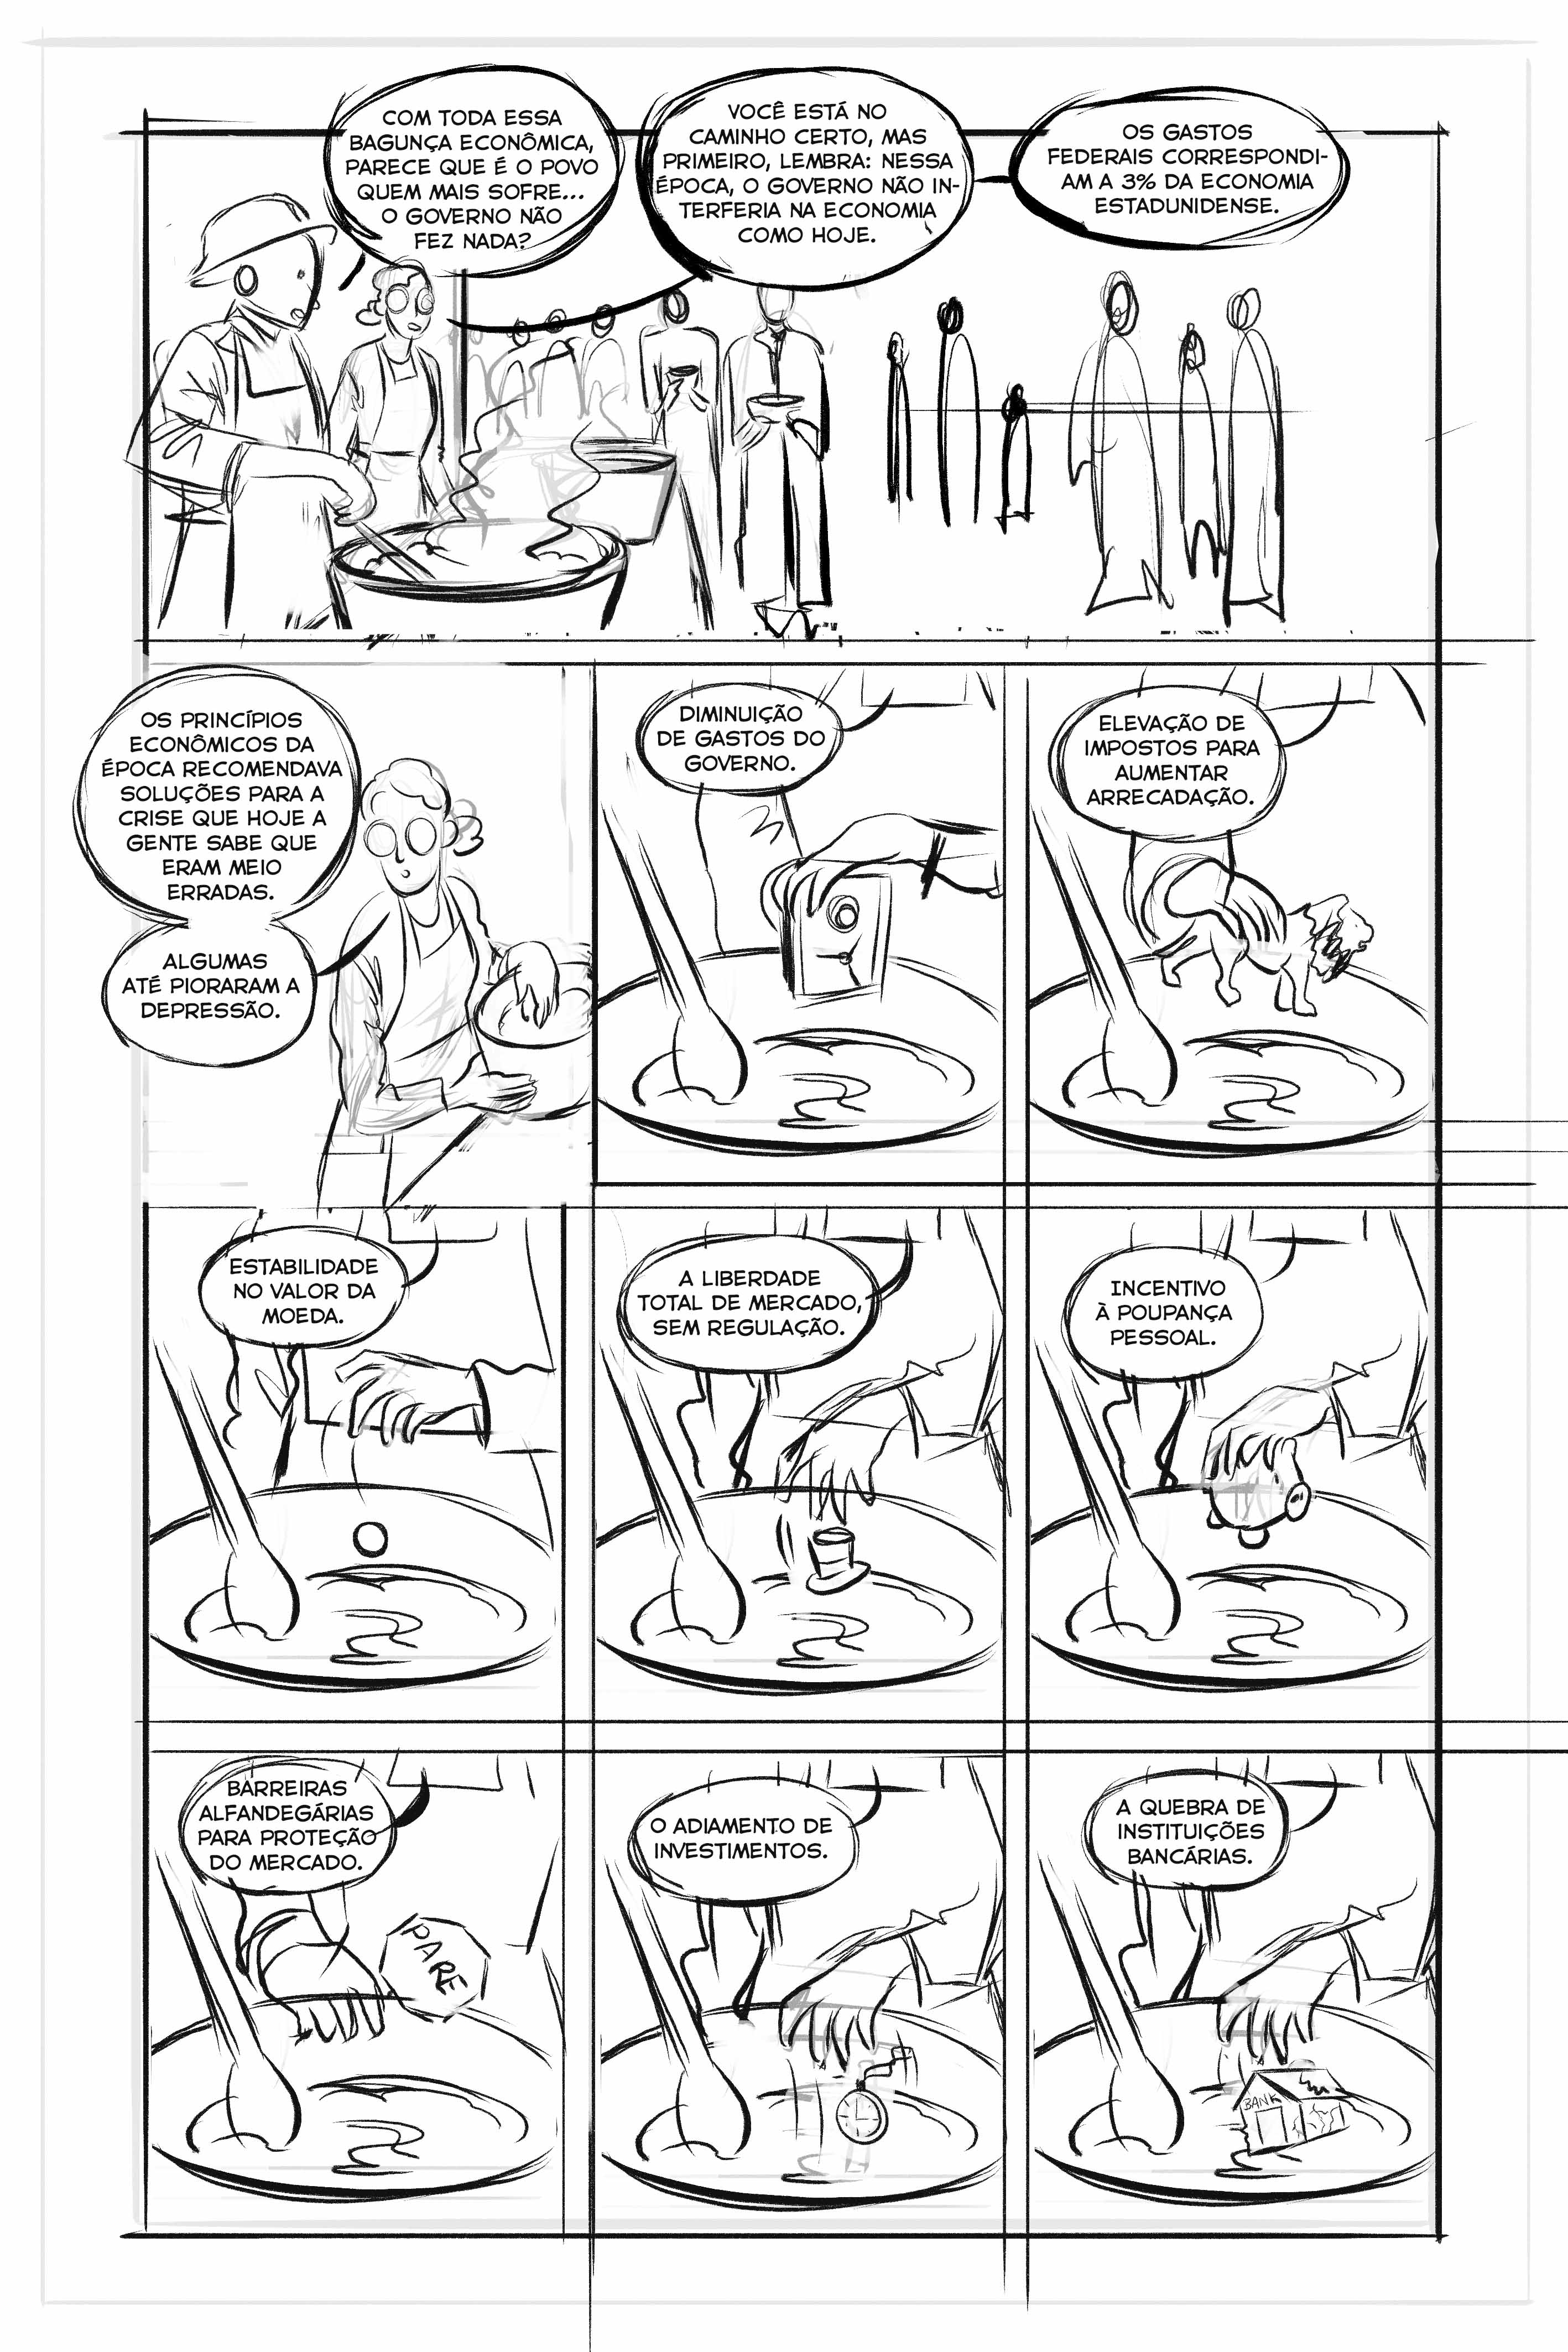 COM TODA ESSA
BAGUNÇA ECONÔMICA,
PARECE QUE É O POVO
QUEM MAIS SOFRE...
O GOVERNO NÃO
FEZ NADA?
VOCÊ ESTÁ NO
CAMINHO CERTO, MAS
PRIMEIRO, LEMBRA: NESSA
ÉPOCA, O GOVERNO NÃO IN-
TERFERIA NA ECONOMIA
COMO HOJE.
OS GASTOS
FEDERAIS CORRESPONDI-
AM A 3% DA ECONOMIA
ESTADUNIDENSE.
OS PRINCÍPIOS
ECONÔMICOS DA
ÉPOCA RECOMENDAVA
SOLUÇÕES PARA A
CRISE QUE HOJE A
GENTE SABE QUE
ERAM MEIO
ERRADAS.
ALGUMAS
ATÉ PIORARAM A
DEPRESSÃO.
DIMINUIÇÃO
DE GASTOS DO
GOVERNO.
ELEVAÇÃO DE
IMPOSTOS PARA
AUMENTAR
ARRECADAÇÃO.
ESTABILIDADE
NO VALOR DA
MOEDA.
A LIBERDADE
TOTAL DE MERCADO,
SEM REGULAÇÃO.
INCENTIVO
À POUPANÇA
PESSOAL.
BARREIRAS
ALFANDEGÁRIAS
PARA PROTEÇÃO
DO MERCADO.
PARE
O ADIAMENTO DE
INVESTIMENTOS.
A QUEBRA DE
INSTITUIÇÕES
BANCÁRIAS.
BANK